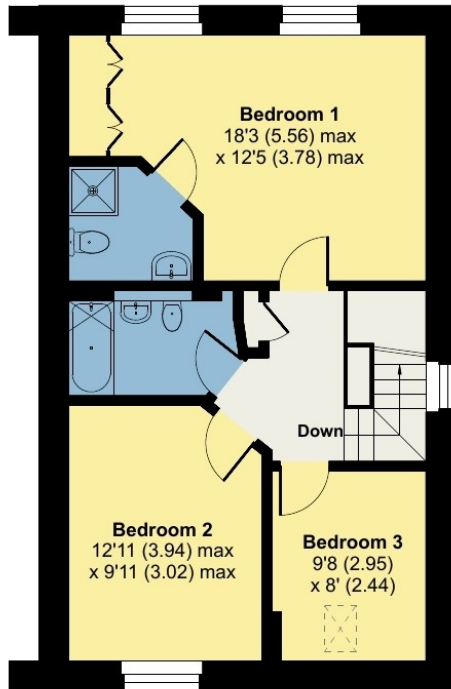 Bedroom 1
18'3 (5.56) max
x 12'5 (3.78) max
Down
Bedroom 2
12'11 (3.94) max
x 9'11 (3.02) max
Bedroom 3
9'8 (2.95)
x 8' (2.44)